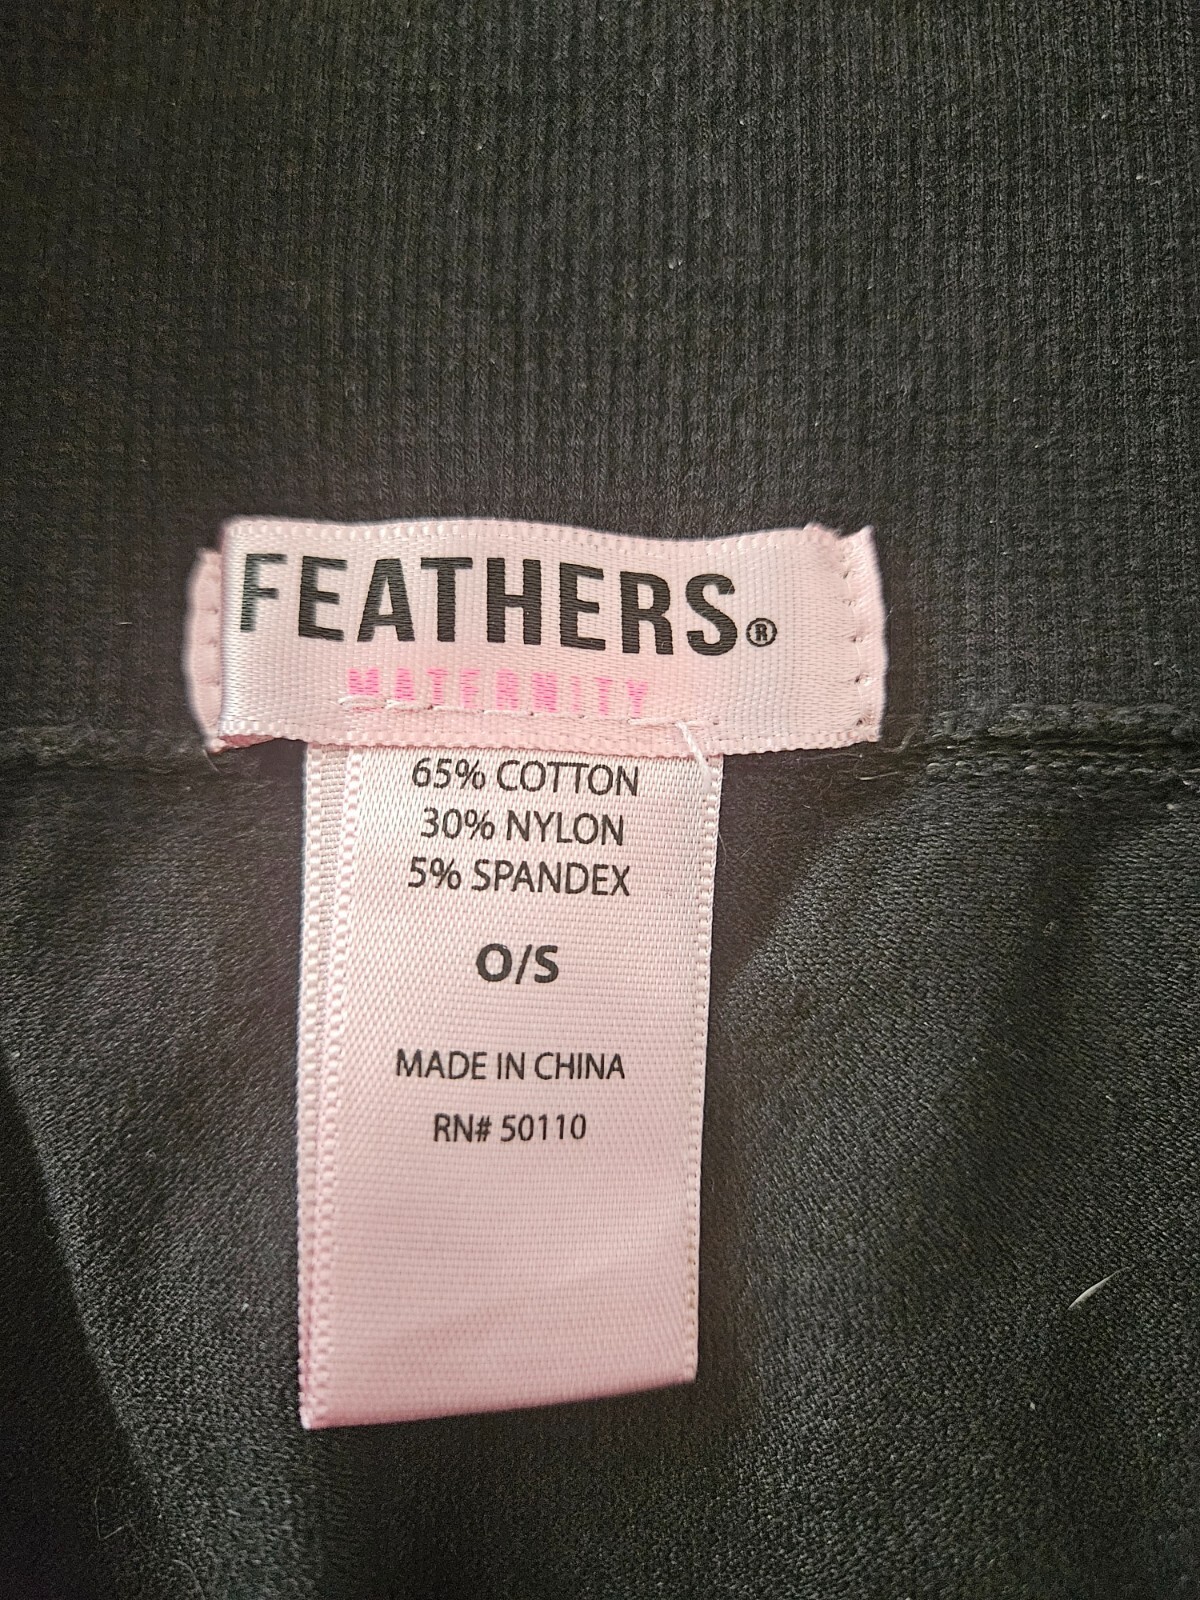 FEATHERS®
MATERNITY
65% COTTON
30% NYLON
5% SPANDEX
O/S
MADE IN CHINA
RN# 50110